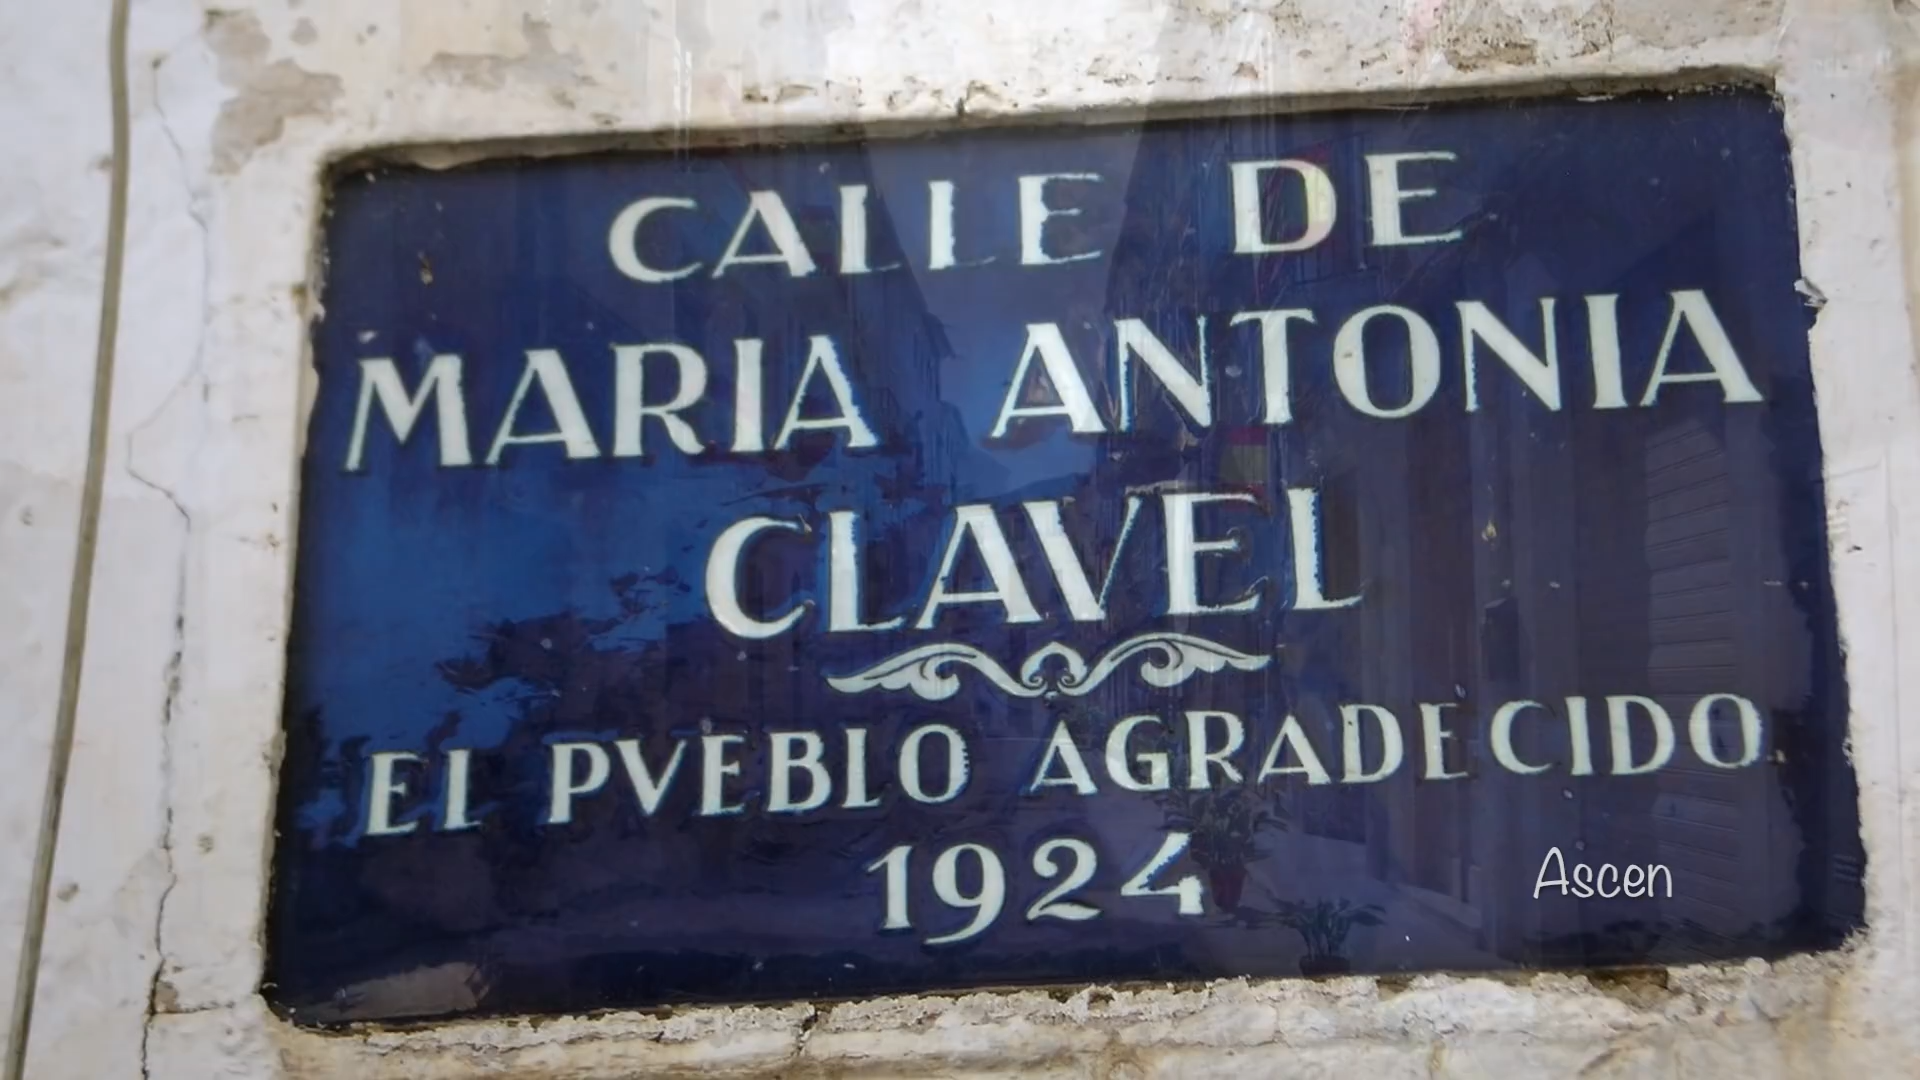 CALLE DE
MARIA ANTONIA
CLAVEL
EL PVEBLO AGRADECIDO
1924
Ascen